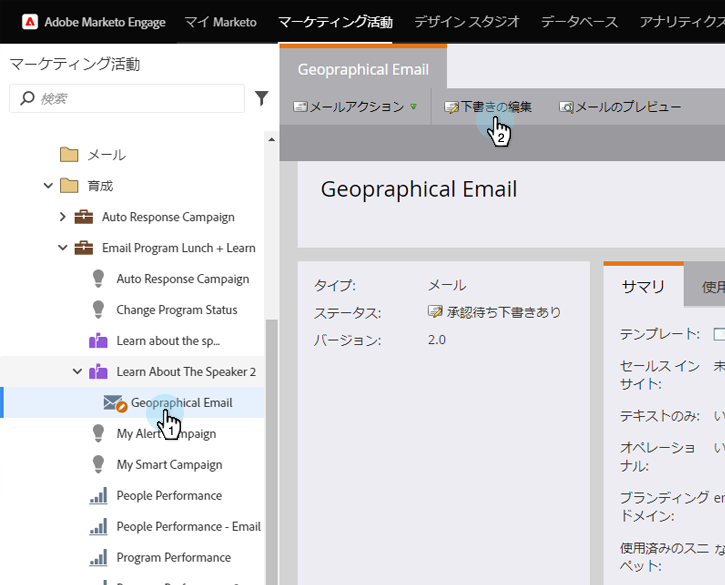 Adobe Marketo Engage マイ Marketo マーケティング活動 デザイン スタジオ データベース アナリティクス
マーケティング活動
検索
メール
育成
Auto Response Campaign
Email Program Lunch + Learn
Auto Response Campaign
Change Program Status
Learn about the sp...
Learn About The Speaker 2
Geopraphical Email
1
My Alert Campaign
My Smart Campaign
People Performance
People Performance - Email
Program Performance
Geopraphical Email
メールアクション 下書きの編集 メールのプレビュー
2
Geopraphical Email
タイプ: メール
ステータス: 承認待ち下書きあり
バージョン: 2.0
サマリ 使用
テンプレート:
セールス イン 未
サイト:
テキストのみ: い
オペレーショ い
ナル:
ブランディング en
ドメイン:
使用済みのスニ な
ペット: